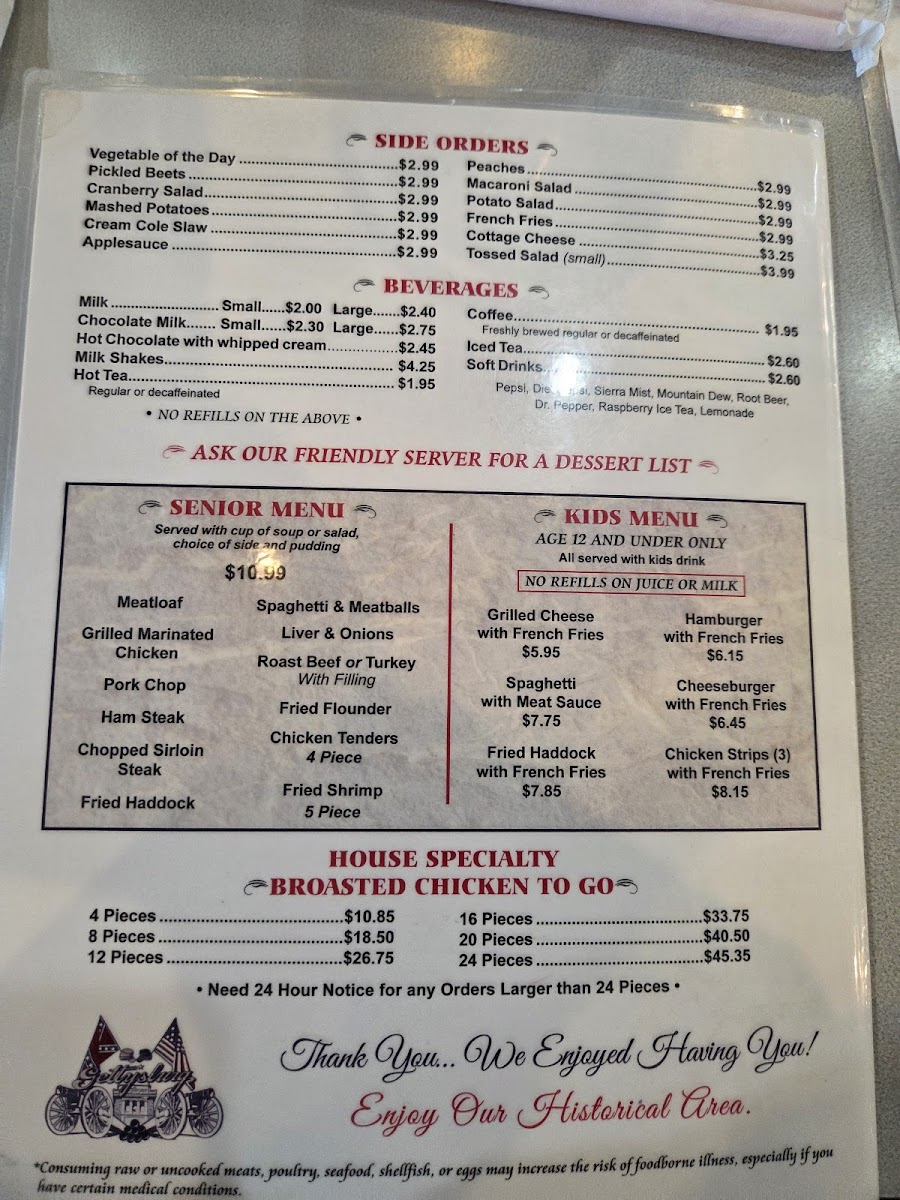 SIDE ORDERS
Vegetable of the Day ........ $2.99
Pickled Beets ........ $2.99
Cranberry Salad ........ $2.99
Mashed Potatoes ........ $2.99
Cream Cole Slaw ........ $2.99
Applesauce ........ $2.99
Peaches ........ $2.99
Macaroni Salad ........ $2.99
Potato Salad ........ $2.99
French Fries ........ $2.99
Cottage Cheese ........ $3.25
Tossed Salad (small) ........ $3.99
BEVERAGES
Milk ........ Small ...... $2.00 Large ....... $2.40
Chocolate Milk ....... Small ...... $2.30 Large ...... $2.75
Hot Chocolate with whipped cream ........ $2.45
Milk Shakes ........ $4.25
Hot Tea ........ $1.95
Regular or decaffeinated
• NO REFILLS ON THE ABOVE •
Coffee ........ $1.95
Freshly brewed regular or decaffeinated
Iced Tea ........ $2.60
Soft Drinks ........ $2.60
Pepsi, Sierra Mist, Mountain Dew, Root Beer,
Dr. Pepper, Raspberry Ice Tea, Lemonade
ASK OUR FRIENDLY SERVER FOR A DESSERT LIST
SENIOR MENU
Served with cup of soup or salad,
choice of side and pudding
$10.99
Meatloaf
Grilled Marinated
Chicken
Pork Chop
Ham Steak
Chopped Sirloin
Steak
Fried Haddock
Spaghetti & Meatballs
Liver & Onions
Roast Beef or Turkey
With Filling
Fried Flounder
Chicken Tenders
4 Piece
Fried Shrimp
5 Piece
KIDS MENU
AGE 12 AND UNDER ONLY
All served with kids drink
NO REFILLS ON JUICE OR MILK
Grilled Cheese
with French Fries
$5.95
Spaghetti
with Meat Sauce
$7.75
Fried Haddock
with French Fries
$7.85
Hamburger
with French Fries
$6.15
Cheeseburger
with French Fries
$6.45
Chicken Strips (3)
with French Fries
$8.15
HOUSE SPECIALTY
BROASTED CHICKEN TO GO
4 Pieces ........ $10.85
8 Pieces ........ $18.50
12 Pieces ........ $26.75
16 Pieces ........ $33.75
20 Pieces ........ $40.50
24 Pieces ........ $45.35
• Need 24 Hour Notice for any Orders Larger than 24 Pieces •
Gettysburg
Thank You... We Enjoyed Having You!
Enjoy Our Historical Area.
*Consuming raw or uncooked meats, poultry, seafood, shellfish, or eggs may increase the risk of foodborne illness, especially if you
have certain medical conditions.